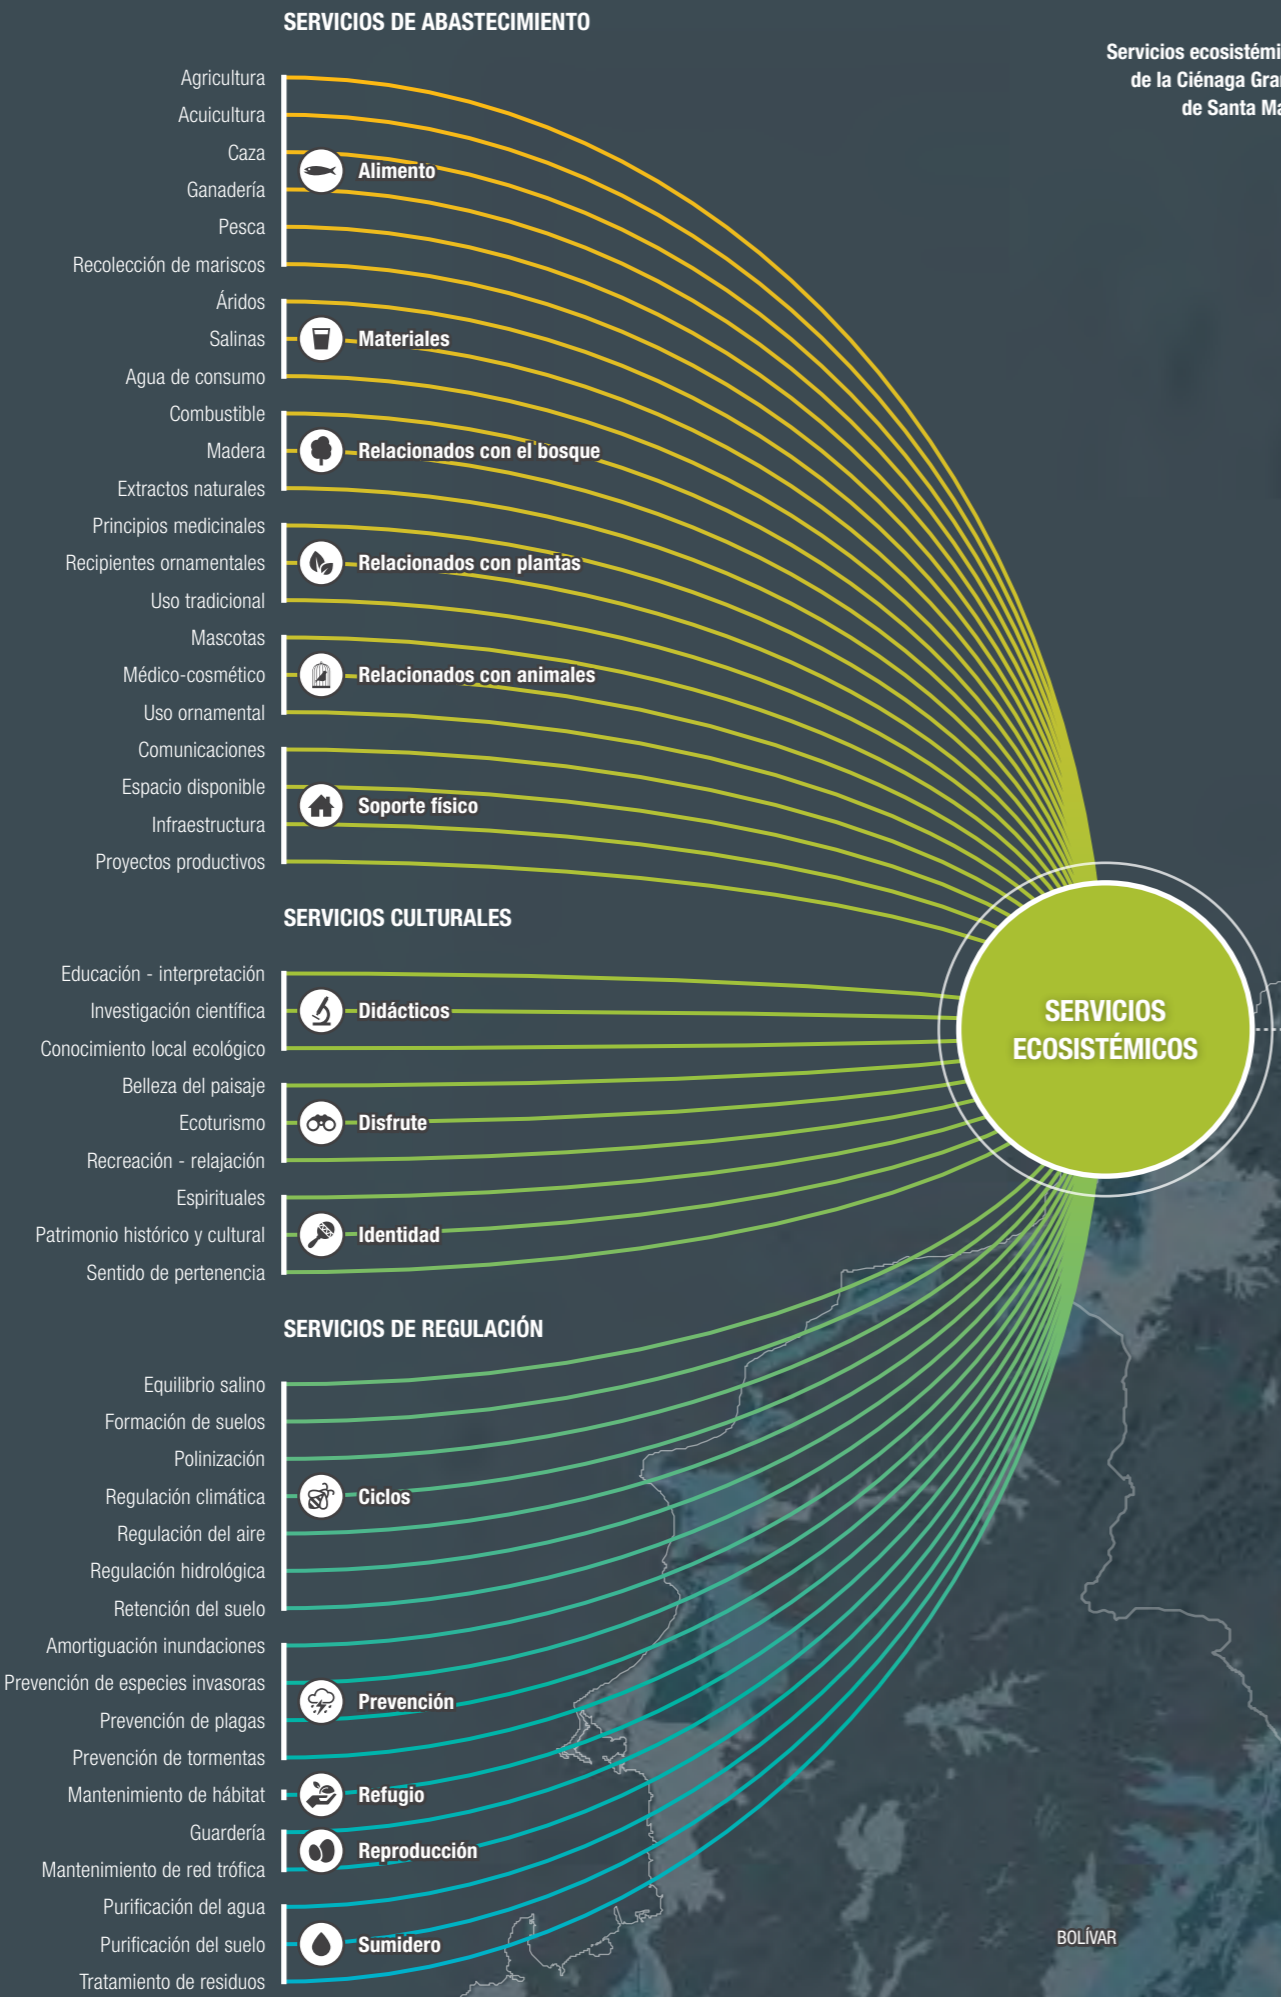 SERVICIOS DE ABASTECIMIENTO
Servicios
de la Ciénaga
de Santa
Agricultura
Acuicultura
Caza
Ganadería
Pesca
Recolección de mariscos
Alimento
Áridos
Salinas
Agua de consumo
Materiales
Combustible
Madera
Extractos naturales
Relacionados con el bosque
Principios medicinales
Recipientes ornamentales
Uso tradicional
Relacionados con plantas
Mascotas
Médico-cosmético
Uso ornamental
Relacionados con animales
Comunicaciones
Espacio disponible
Infraestructura
Proyectos productivos
Soporte físico
SERVICIOS CULTURALES
Educación - interpretación
Investigación científica
Conocimiento local ecológico
Didácticos
Belleza del paisaje
Ecoturismo
Recreación - relajación
Disfrute
Espirituales
Patrimonio histórico y cultural
Sentido de pertenencia
Identidad
SERVICIOS
ECOSISTÉMICOS
SERVICIOS DE REGULACIÓN
Equilibrio salino
Formación de suelos
Polinización
Regulación climática
Regulación del aire
Regulación hidrológica
Retención del suelo
Ciclos
Amortiguación inundaciones
Prevención de especies invasoras
Prevención de plagas
Prevención de tormentas
Prevención
Mantenimiento de hábitat
Refugio
Guardería
Mantenimiento de red trófica
Reproducción
Purificación del agua
Purificación del suelo
Tratamiento de residuos
Sumidero
BOLÍVAR